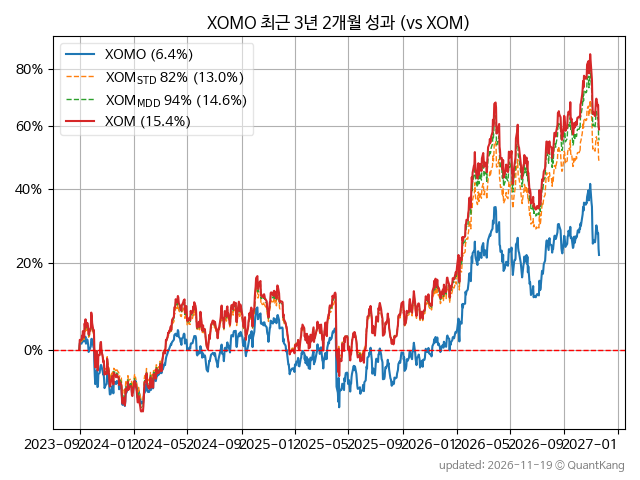 XOMO 최근 3년 2개월 성과 (vs XOM)
XOMO (6.4%)
XOM_STD 82% (13.0%)
XOM_MDD 94% (14.6%)
XOM (15.4%)
80%
60%
40%
20%
0%
2023-09 2024-01 2024-05 2024-09 2025-01 2025-05 2025-09 2026-01 2026-05 2026-09 2027-01
updated: 2026-11-19 © QuantKang